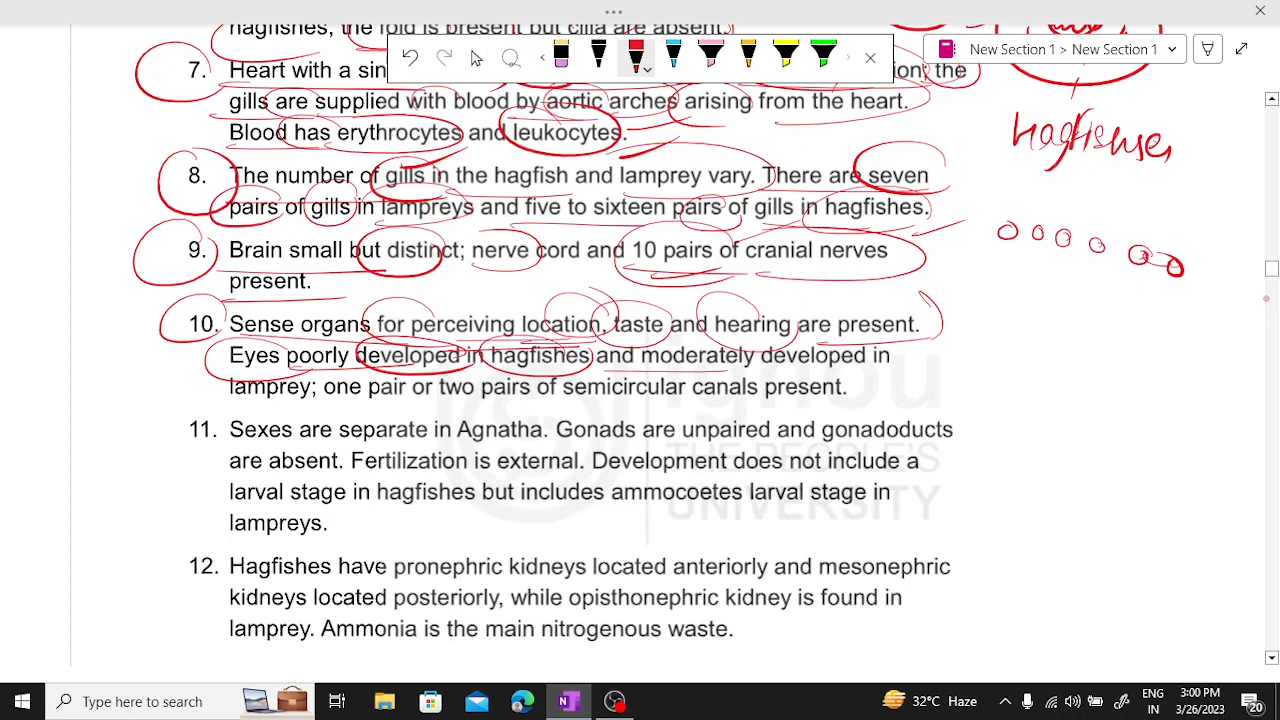 hagfishes, the fold is present but cilia are absent.
New Section 1 > New Section 1
7. Heart with a sin
ion; the
gills are supplied with blood by aortic arches arising from the heart.
Blood has erythrocytes and leukocytes.
hagfishser
8. The number of gills in the hagfish and lamprey vary. There are seven
pairs of gills in lampreys and five to sixteen pairs of gills in hagfishes.
9. Brain small but distinct; nerve cord and 10 pairs of cranial nerves
present.
10. Sense organs for perceiving location, taste and hearing are present.
Eyes poorly developed in hagfishes and moderately developed in
lamprey; one pair or two pairs of semicircular canals present.
ignou
THE PEOPLE'S
UNIVERSITY
11. Sexes are separate in Agnatha. Gonads are unpaired and gonadoducts
are absent. Fertilization is external. Development does not include a
larval stage in hagfishes but includes ammocoetes larval stage in
lampreys.
12. Hagfishes have pronephric kidneys located anteriorly and mesonephric
kidneys located posteriorly, while opisthonephric kidney is found in
lamprey. Ammonia is the main nitrogenous waste.
Type here to search
32°C Haze
ENG
IN
3:00 PM
3/26/2023
20